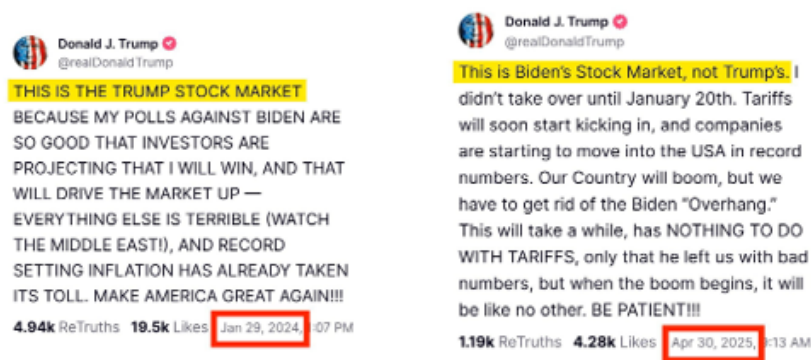 Donald J. Trump
@realDonaldTrump
THIS IS THE TRUMP STOCK MARKET
BECAUSE MY POLLS AGAINST BIDEN ARE
SO GOOD THAT INVESTORS ARE
PROJECTING THAT I WILL WIN, AND THAT
WILL DRIVE THE MARKET UP —
EVERYTHING ELSE IS TERRIBLE (WATCH
THE MIDDLE EAST!), AND RECORD
SETTING INFLATION HAS ALREADY TAKEN
ITS TOLL. MAKE AMERICA GREAT AGAIN!!!
4.94k ReTruths 19.5k Likes Jan 29, 2024, :07 PM
Donald J. Trump
@realDonaldTrump
This is Biden's Stock Market, not Trump's. I
didn't take over until January 20th. Tariffs
will soon start kicking in, and companies
are starting to move into the USA in record
numbers. Our Country will boom, but we
have to get rid of the Biden “Overhang.”
This will take a while, has NOTHING TO DO
WITH TARIFFS, only that he left us with bad
numbers, but when the boom begins, it will
be like no other. BE PATIENT!!!
1.19k ReTruths 4.28k Likes Apr 30, 2025, :13 AM